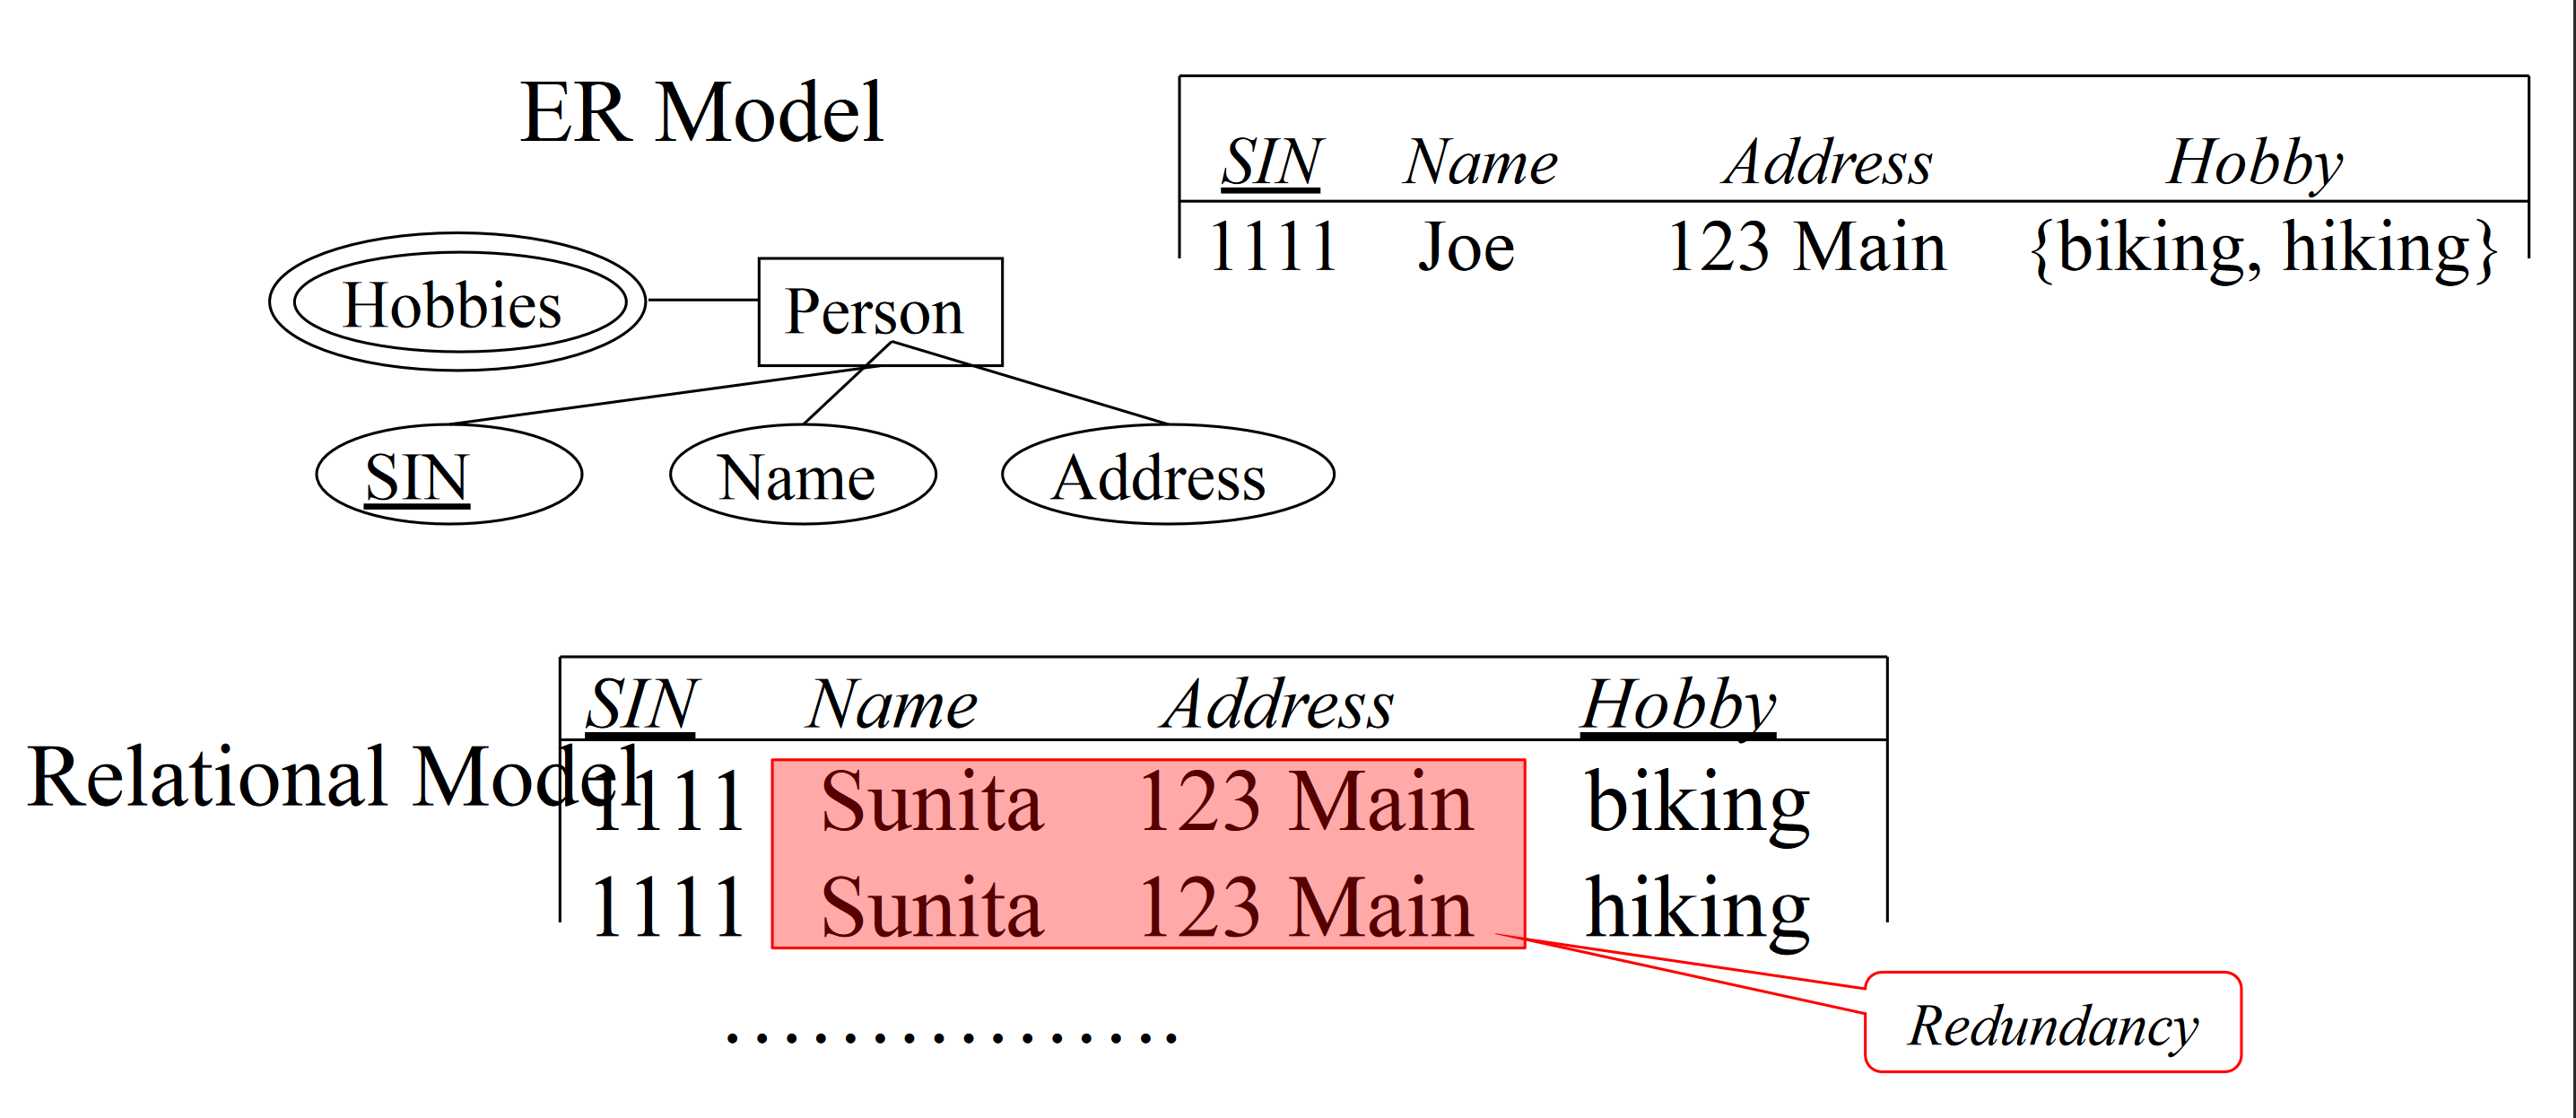 ER Model
SIN Name Address Hobby
1111 Joe 123 Main {biking, hiking}
Hobbies
Person
SIN
Name
Address
Relational Model
SIN Name Address Hobby
1111 Sunita 123 Main biking
1111 Sunita 123 Main hiking
................
Redundancy